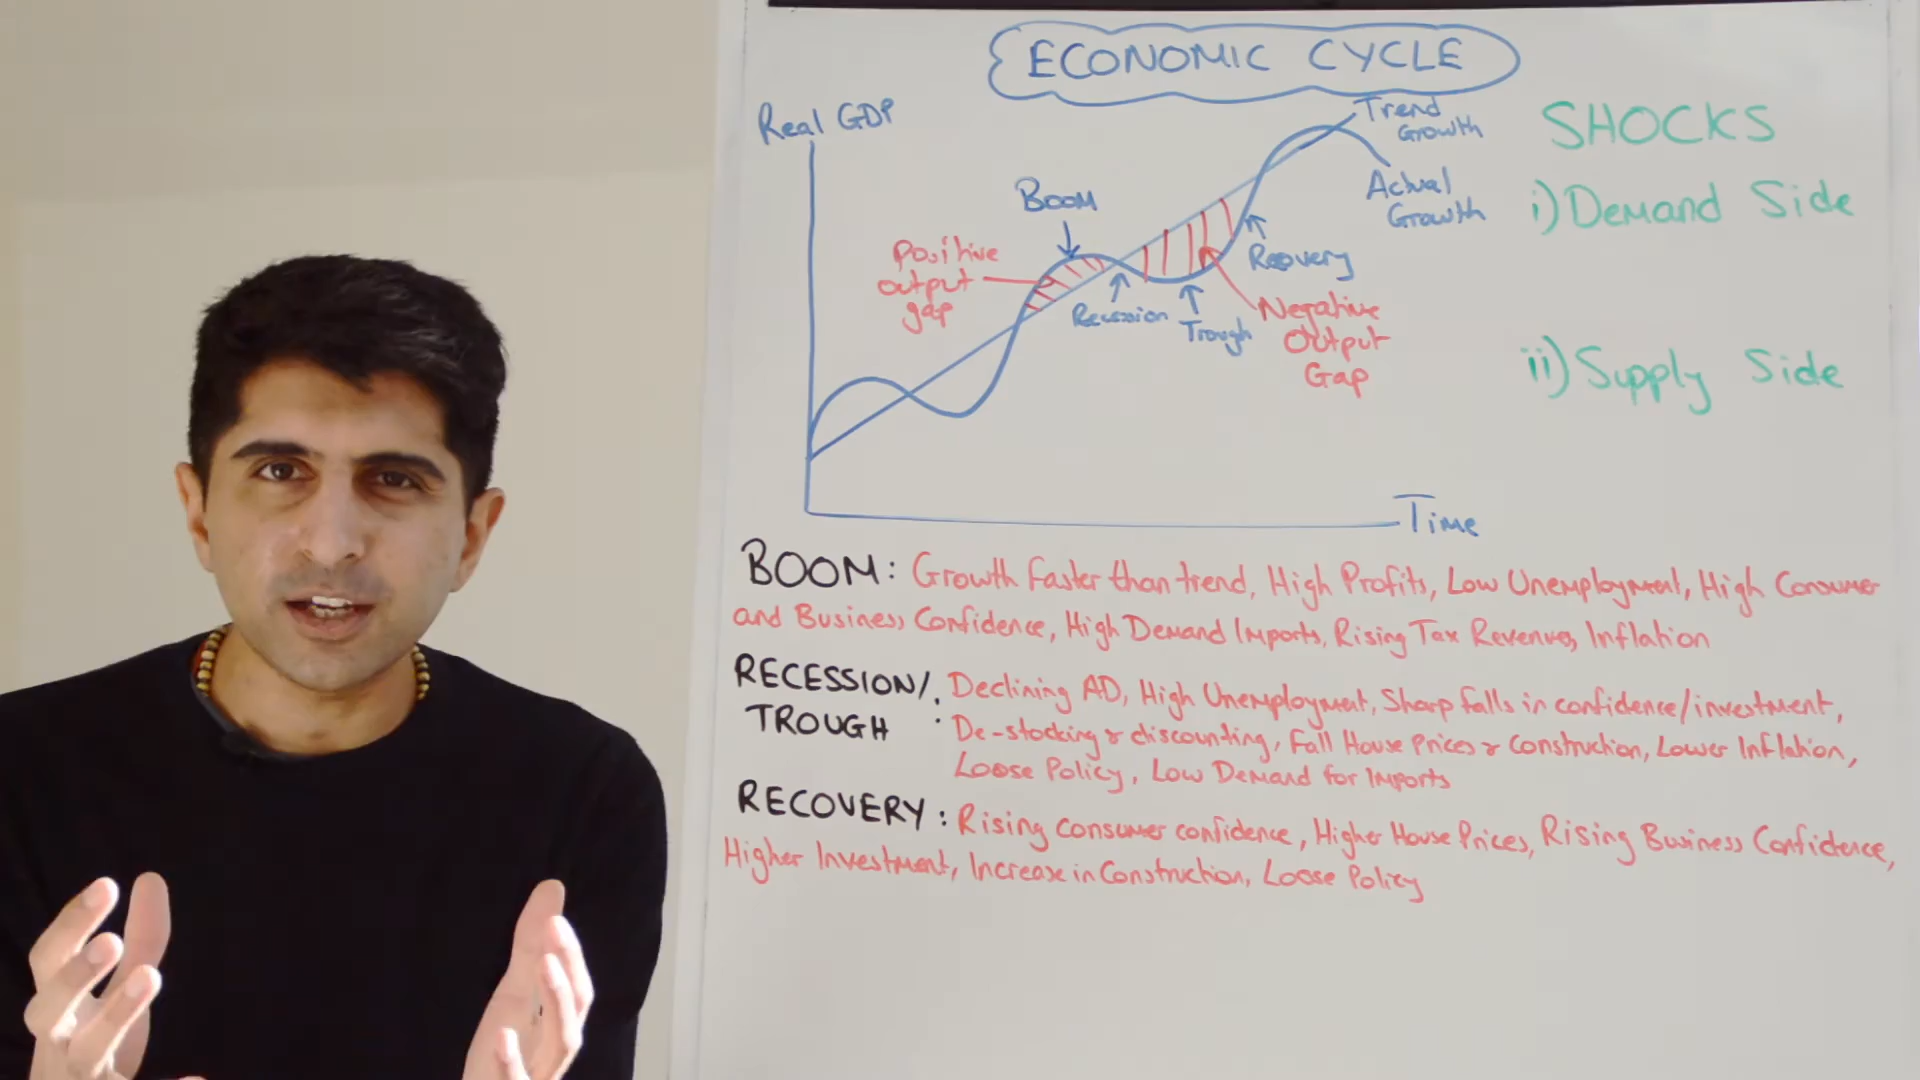 ECONOMIC CYCLE
Real GDP
Trend
Growth
Actual
Growth
Boom
Positive
output
gap
Recession
Trough
Recovery
Negative
Output
Gap
Time
SHOCKS
i) Demand Side
ii) Supply Side
BOOM: Growth faster than trend, High Profits, Low Unemployment, High Consumer
and Business Confidence, High Demand Imports, Rising Tax Revenues, Inflation
RECESSION/: Declining AD, High Unemployment, Sharp falls in confidence/investment,
TROUGH De-stocking & discounting, Fall House Prices & Construction, Lower Inflation,
Loose Policy, Low Demand for Imports
RECOVERY: Rising consumer confidence, Higher House Prices, Rising Business Confidence,
Higher Investment, Increase in Construction, Loose Policy